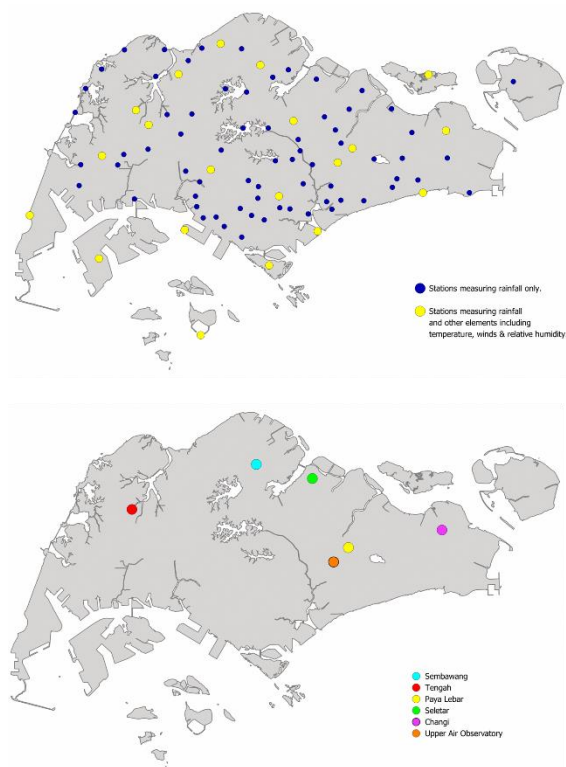 Stations measuring rainfall only.
Stations measuring rainfall
and other elements including
temperature, winds & relative humidity
Sembawang
Tengah
Paya Lebar
Seletar
Changi
Upper Air Observatory